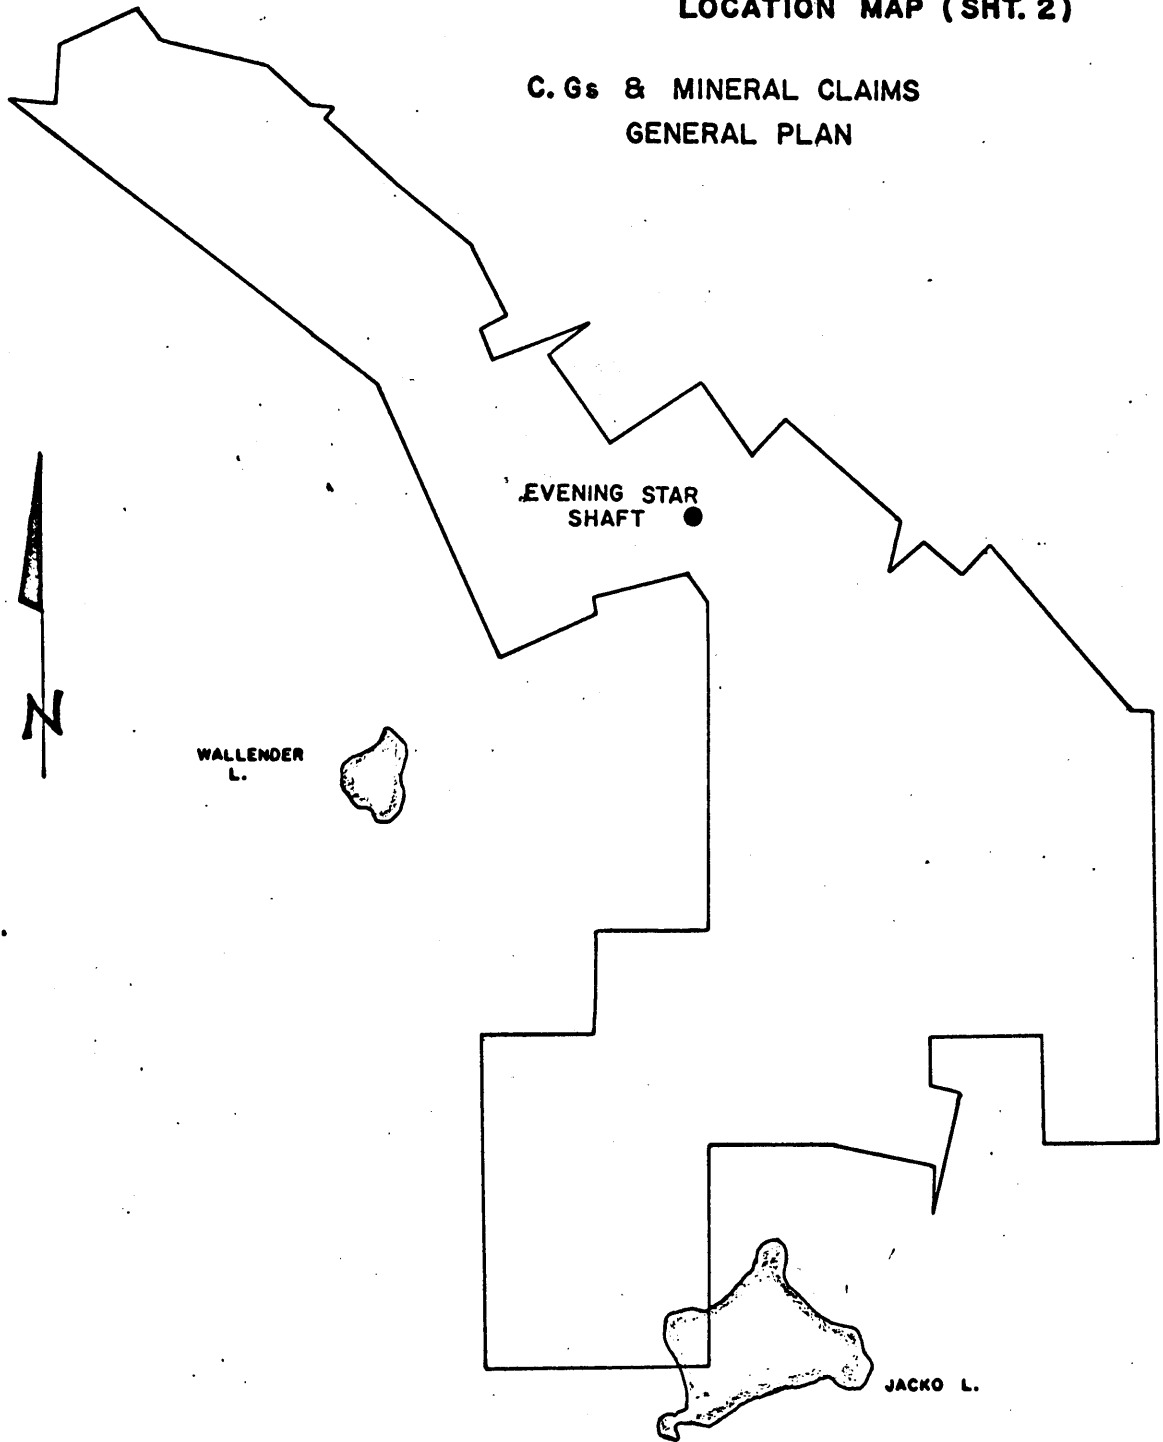 LOCATION MAP (SHT. 2)
C. Gs & MINERAL CLAIMS
GENERAL PLAN
EVENING STAR
SHAFT
N
WALLENDER
L.
JACKO L.